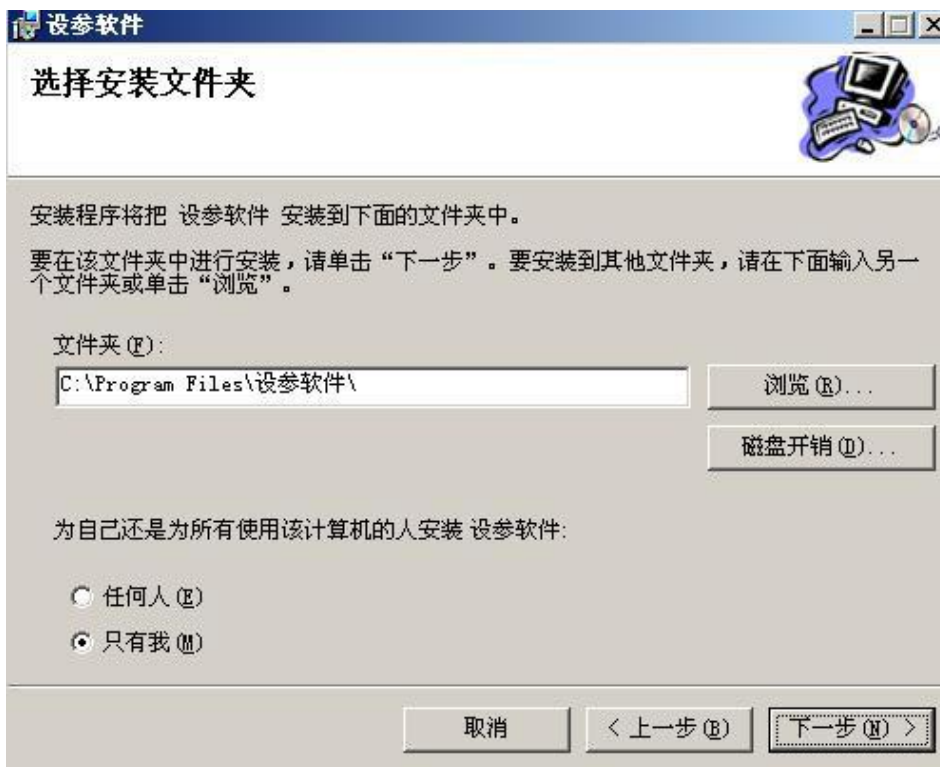 设参软件
选择安装文件夹
安装程序将把 设参软件 安装到下面的文件夹中。
要在该文件夹中进行安装，请单击“下一步”。要安装到其他文件夹，请在下面输入另一
个文件夹或单击“浏览”。
文件夹(F):
C:\Program Files\设参软件\
浏览(R)...
磁盘开销(D)...
为自己还是为所有使用该计算机的人安装 设参软件:
任何人(E)
只有我(M)
取消
< 上一步(B)
下一步(N) >